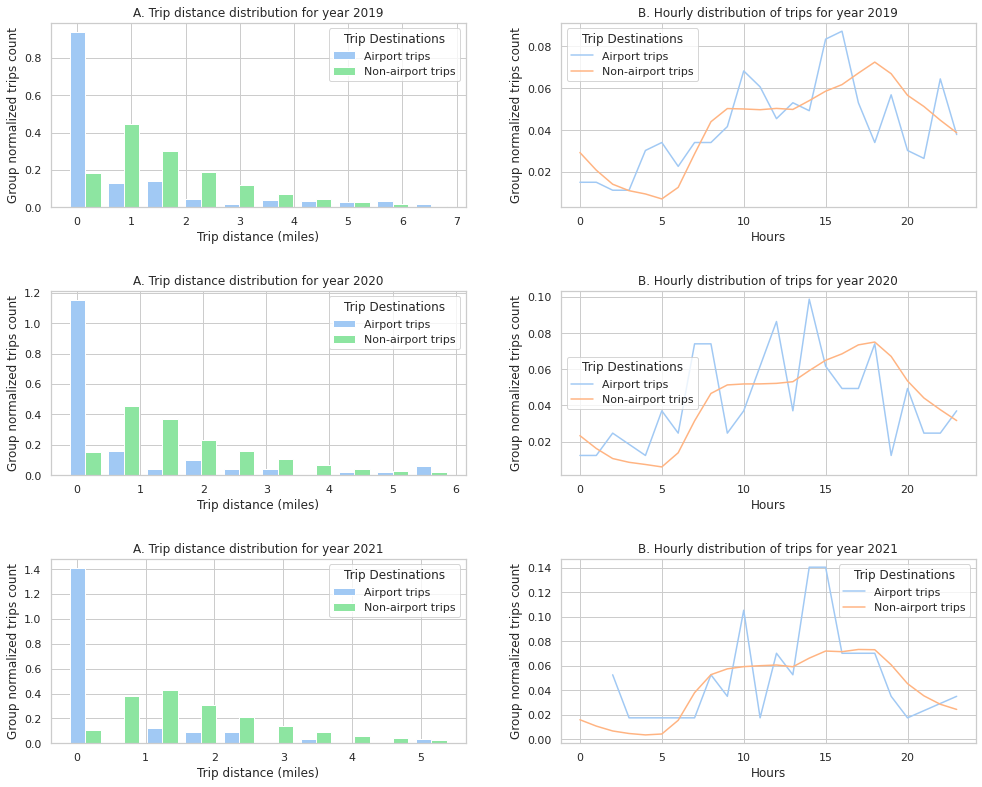 A. Trip distance distribution for year 2019
Group normalized trips count
0.8
0.6
0.4
0.2
0.0
0 1 2 3 4 5 6 7
Trip distance (miles)
Trip Destinations
Airport trips
Non-airport trips
B. Hourly distribution of trips for year 2019
Group normalized trips count
0.08
0.06
0.04
0.02
0 5 10 15 20
Hours
Trip Destinations
Airport trips
Non-airport trips
A. Trip distance distribution for year 2020
Group normalized trips count
1.2
1.0
0.8
0.6
0.4
0.2
0.0
0 1 2 3 4 5 6
Trip distance (miles)
Trip Destinations
Airport trips
Non-airport trips
B. Hourly distribution of trips for year 2020
Group normalized trips count
0.10
0.08
0.06
0.04
0.02
0 5 10 15 20
Hours
Trip Destinations
Airport trips
Non-airport trips
A. Trip distance distribution for year 2021
Group normalized trips count
1.4
1.2
1.0
0.8
0.6
0.4
0.2
0.0
0 1 2 3 4 5
Trip distance (miles)
Trip Destinations
Airport trips
Non-airport trips
B. Hourly distribution of trips for year 2021
Group normalized trips count
0.14
0.12
0.10
0.08
0.06
0.04
0.02
0.00
0 5 10 15 20
Hours
Trip Destinations
Airport trips
Non-airport trips